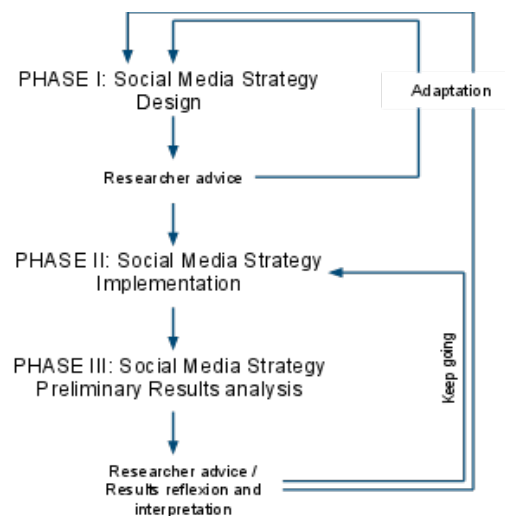 PHASE I: Social Media Strategy
Design
Adaptation
Researcher advice
PHASE II: Social Media Strategy
Implementation
Keep going
PHASE III: Social Media Strategy
Preliminary Results analysis
Researcher advice /
Results reflexion and
interpretation